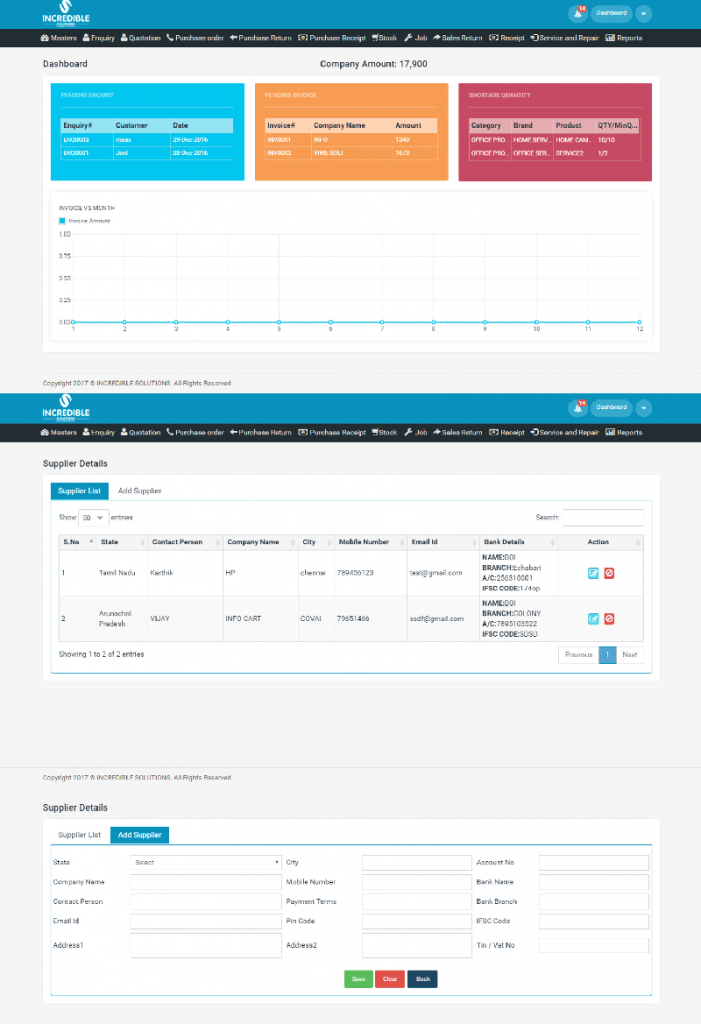 INCREDIBLE
SOLUTIONS
14
Dashboard
Masters Enquiry Quotation Purchase order Purchase Return Purchase Receipt Stock Job Sales Return Receipt Service and Repair Reports
Dashboard
Company Amount: 17,900
PENDING ENQUIRY
Enquiry# Customer Date
ENQ0003 maas 29-Dec-2016
ENQ0001 Jeni 28-Dec-2016
PENDING INVOICE
Invoice# Company Name Amount
INV0001 INFO 1340
INV0002 1673
SHORTAGE QUANTITY
Category Brand Product QTY/MinQ...
OFFICE PRO... HOME SERV... HOME CAM... 10/10
OFFICE PRO... OFFICE SER... SERVICE2 1/2
INVOICE VS MONTH
Invoice Amount
1.00
0.75
0.50
0.25
0.00
1 2 3 4 5 6 7 8 9 10 11 12
Copyright 2017 © INCREDIBLE SOLUTIONS. All Rights Reserved
INCREDIBLE
SOLUTIONS
14
Dashboard
Masters Enquiry Quotation Purchase order Purchase Return Purchase Receipt Stock Job Sales Return Receipt Service and Repair Reports
Supplier Details
Supplier List Add Supplier
Show 50 entries
Search:
S.No State Contact Person Company Name City Mobile Number Email Id Bank Details Action
1 Tamil Nadu Karthik HP chennai 789456123 test@gmail.com
NAME:BOI
BRANCH:Echabari
A/C:256310001
IFSC CODE:174op
2 Arunachal Pradesh VIJAY INFO CART COVAI 79651466 ssdf@gmail.com
NAME:BOI
BRANCH:COLONY
A/C:7895103522
IFSC CODE:SDSD
Showing 1 to 2 of 2 entries
Previous 1 Next
Copyright 2017 © INCREDIBLE SOLUTIONS. All Rights Reserved
Supplier Details
Supplier List Add Supplier
State Select City Account No
Company Name Mobile Number Bank Name
Contact Person Payment Terms Bank Branch
Email Id Pin Code IFSC Code
Address1 Address2 Tin / Vat No
Save Clear Back